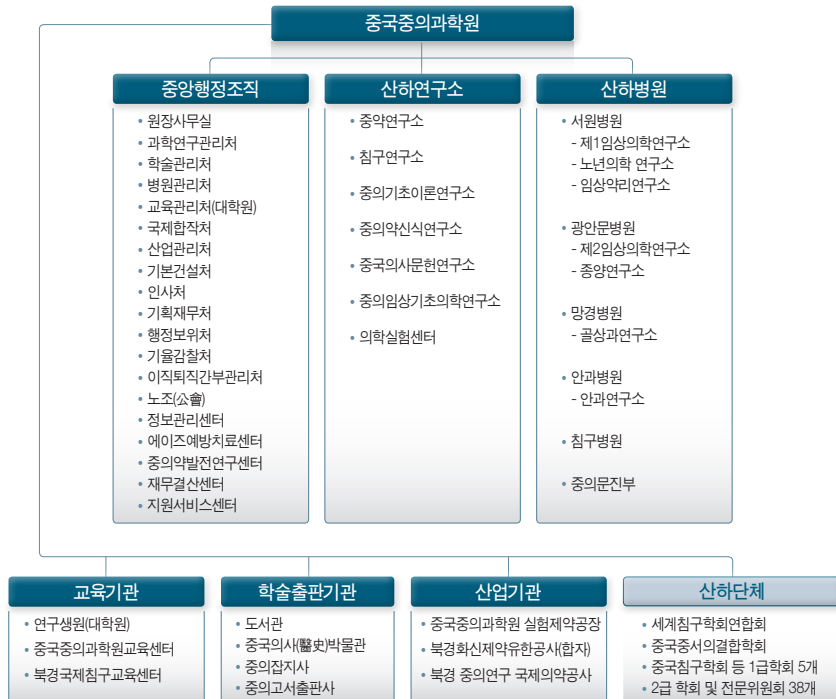 중국중의과학원
중앙행정조직
• 원장사무실
• 과학연구관리처
• 학술관리처
• 병원관리처
• 교육관리처(대학원)
• 국제합작처
• 산업관리처
• 기본건설처
• 인사처
• 기획재무처
• 행정보위처
• 기율감찰처
• 이직퇴직간부관리처
• 노조(公會)
• 정보관리센터
• 에이즈예방치료센터
• 중의약발전연구센터
• 재무결산센터
• 지원서비스센터
산하연구소
• 중약연구소
• 침구연구소
• 중의기초이론연구소
• 중의약신식연구소
• 중국의사문헌연구소
• 중의임상기초의학연구소
• 의학실험센터
산하병원
• 서원병원
- 제1임상의학연구소
- 노년의학 연구소
- 임상약리연구소
• 광안문병원
- 제2임상의학연구소
- 종양연구소
• 망경병원
- 골상과연구소
• 안과병원
- 안과연구소
• 침구병원
• 중의문진부
교육기관
• 연구생원(대학원)
• 중국중의과학원교육센터
• 북경국제침구교육센터
학술출판기관
• 도서관
• 중국의사(醫史)박물관
• 중의잡지사
• 중의고서출판사
산업기관
• 중국중의과학원 실험제약공장
• 북경화신제약유한공사(합자)
• 북경 중의연구 국제의약공사
산하단체
• 세계침구학회연합회
• 중국중서의결합학회
• 중국침구학회 등 1급학회 5개
• 2급 학회 및 전문위원회 38개